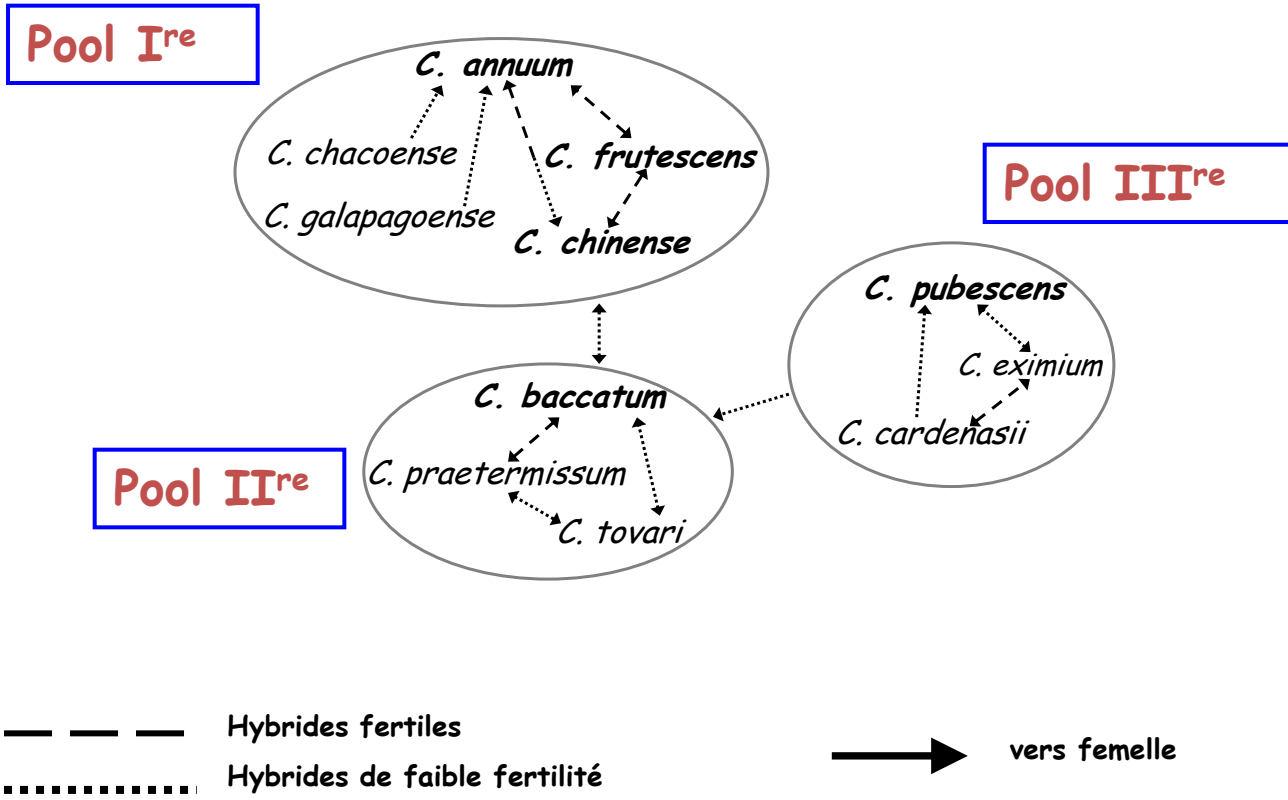 Pool Iʳᵉ
C. annuum
C. chacoense
C. frutescens
C. galapagoense
C. chinense
Pool IIIʳᵉ
C. pubescens
C. eximium
C. cardenasii
C. baccatum
Pool IIʳᵉ
C. praetermissum
C. tovari
Hybrides fertiles
Hybrides de faible fertilité
vers femelle